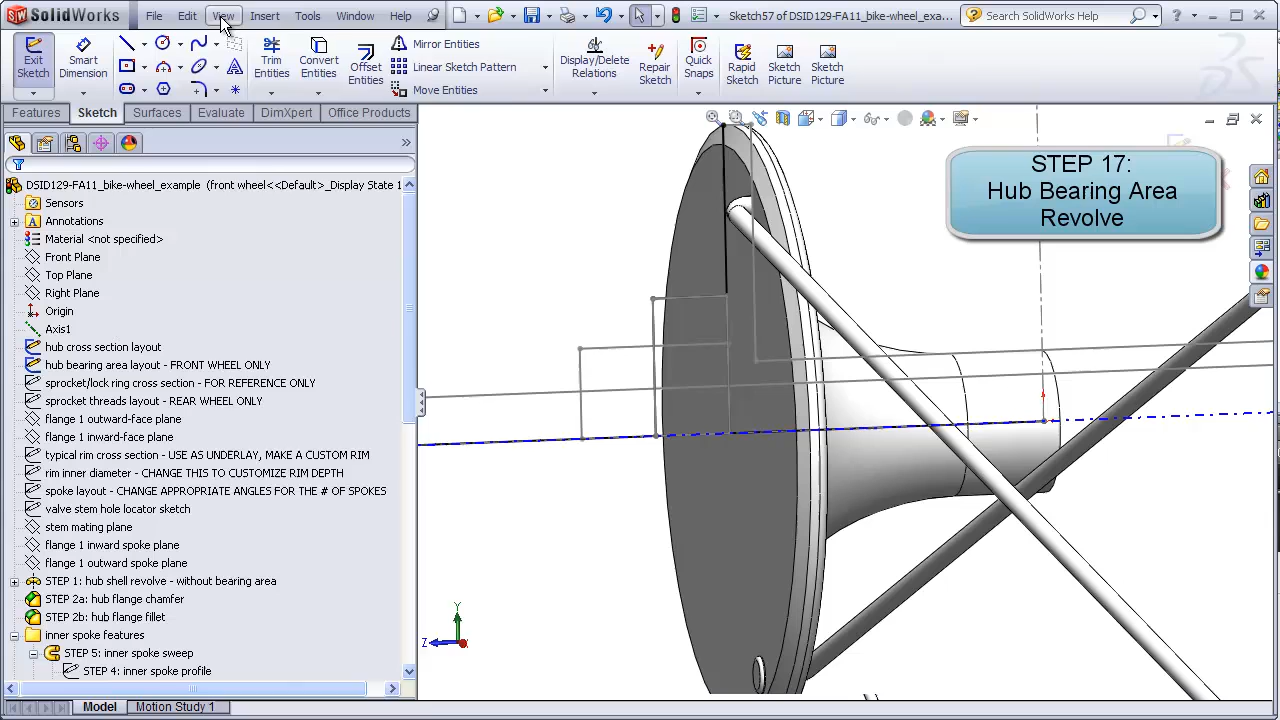 SolidWorks
File Edit View Insert Tools Window Help
Sketch57 of DSID129-FA11_bike-wheel_exa...
Search SolidWorks Help
Exit Sketch
Smart Dimension
Trim Entities
Convert Entities
Offset Entities
Mirror Entities
Linear Sketch Pattern
Move Entities
Display/Delete Relations
Repair Sketch
Quick Snaps
Rapid Sketch
Sketch Picture
Sketch Picture
Features Sketch Surfaces Evaluate DimXpert Office Products
DSID129-FA11_bike-wheel_example (front wheel<<Default>_Display State 1
Sensors
Annotations
Material <not specified>
Front Plane
Top Plane
Right Plane
Origin
Axis1
hub cross section layout
hub bearing area layout - FRONT WHEEL ONLY
sprocket/lock ring cross section - FOR REFERENCE ONLY
sprocket threads layout - REAR WHEEL ONLY
flange 1 outward-face plane
flange 1 inward-face plane
typical rim cross section - USE AS UNDERLAY, MAKE A CUSTOM RIM
rim inner diameter - CHANGE THIS TO CUSTOMIZE RIM DEPTH
spoke layout - CHANGE APPROPRIATE ANGLES FOR THE # OF SPOKES
valve stem hole locator sketch
stem mating plane
flange 1 inward spoke plane
flange 1 outward spoke plane
STEP 1: hub shell revolve - without bearing area
STEP 2a: hub flange chamfer
STEP 2b: hub flange fillet
inner spoke features
STEP 5: inner spoke sweep
STEP 4: inner spoke profile
STEP 17:
Hub Bearing Area
Revolve
Y
Z
Model Motion Study 1